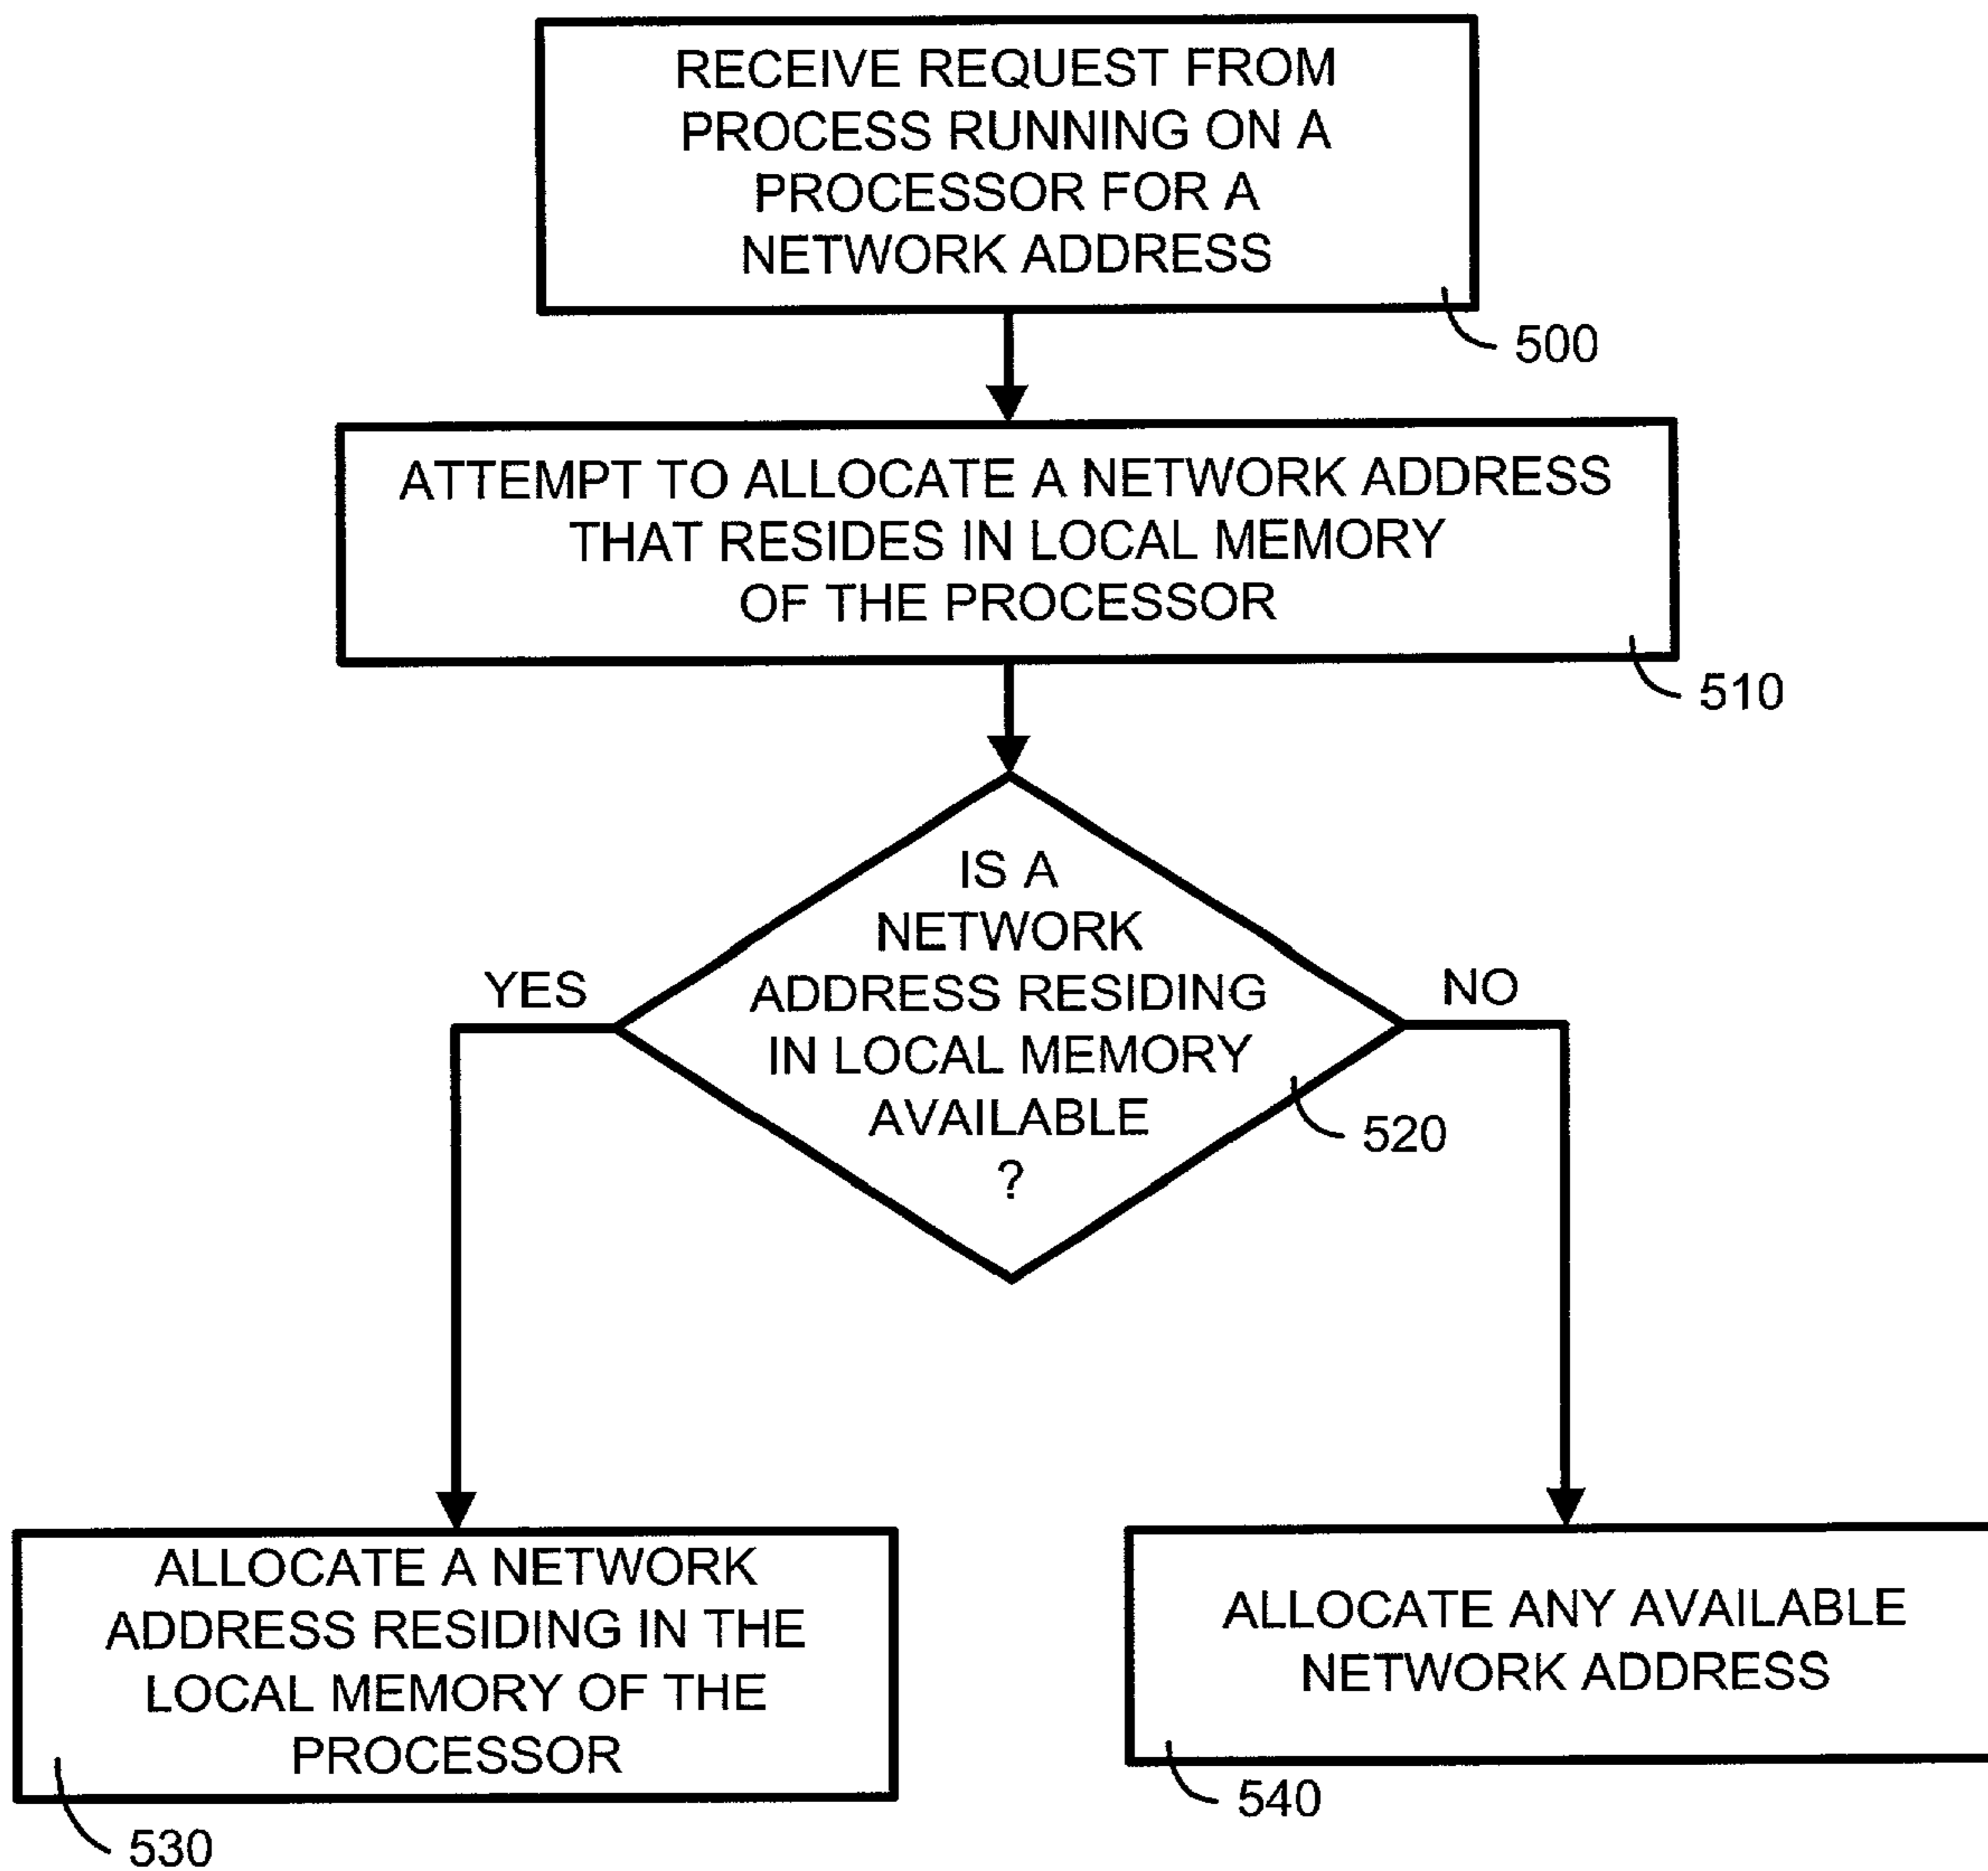 RECEIVE REQUEST FROM
PROCESS RUNNING ON A
PROCESSOR FOR A
NETWORK ADDRESS
500
ATTEMPT TO ALLOCATE A NETWORK ADDRESS
THAT RESIDES IN LOCAL MEMORY
OF THE PROCESSOR
510
IS A
NETWORK
ADDRESS RESIDING
IN LOCAL MEMORY
AVAILABLE
?
520
YES
NO
ALLOCATE A NETWORK
ADDRESS RESIDING IN THE
LOCAL MEMORY OF THE
PROCESSOR
530
ALLOCATE ANY AVAILABLE
NETWORK ADDRESS
540